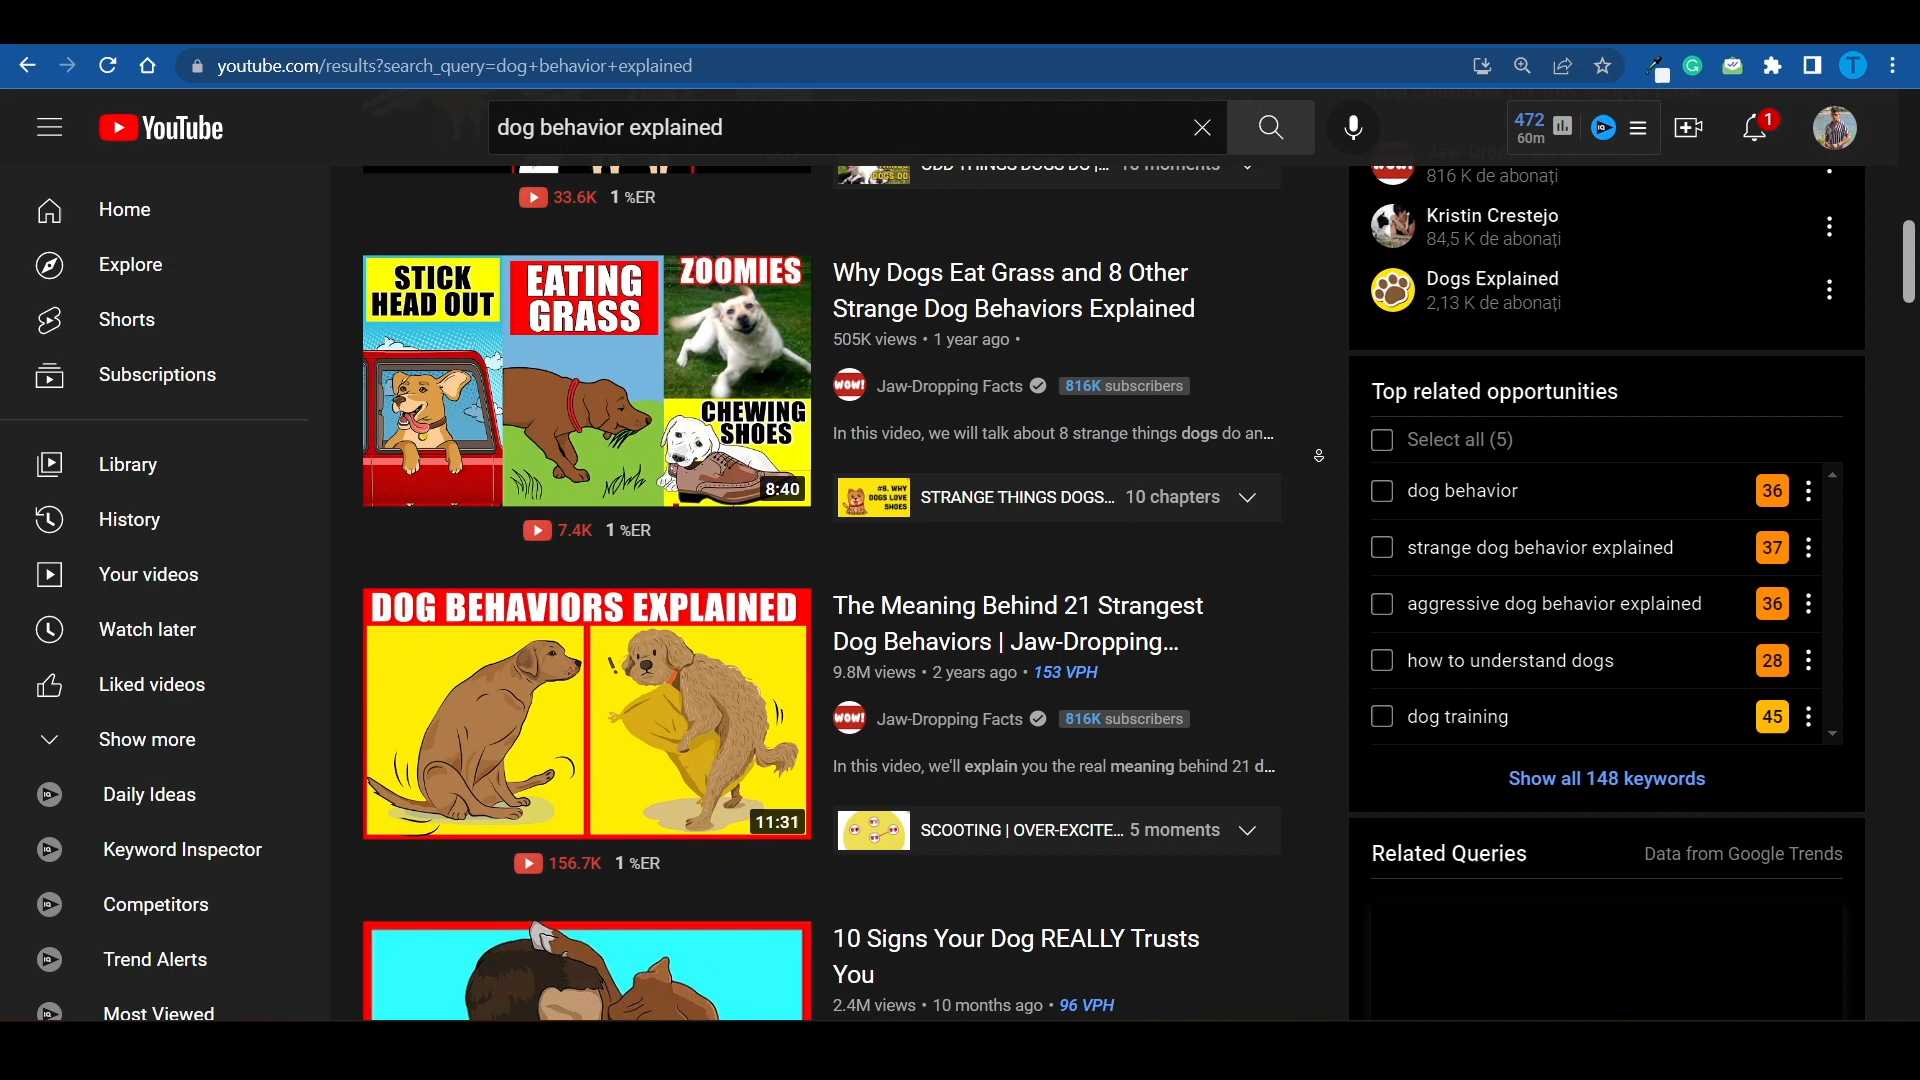 youtube.com/results?search_query=dog+behavior+explained
T
YouTube
dog behavior explained
472
60m
1
Home
Explore
Shorts
Subscriptions
Library
History
Your videos
Watch later
Liked videos
Show more
Daily Ideas
Keyword Inspector
Competitors
Trend Alerts
Most Viewed
33.6K 1 %ER
STICK HEAD OUT
EATING GRASS
ZOOMIES
CHEWING SHOES
8:40
7.4K 1 %ER
Why Dogs Eat Grass and 8 Other
Strange Dog Behaviors Explained
505K views • 1 year ago •
WOW!
Jaw-Dropping Facts 816K subscribers
In this video, we will talk about 8 strange things dogs do an...
#8. WHY DOGS LOVE SHOES
STRANGE THINGS DOGS... 10 chapters
DOG BEHAVIORS EXPLAINED
11:31
156.7K 1 %ER
The Meaning Behind 21 Strangest
Dog Behaviors | Jaw-Dropping...
9.8M views • 2 years ago • 153 VPH
WOW!
Jaw-Dropping Facts 816K subscribers
In this video, we'll explain you the real meaning behind 21 d...
SCOOTING | OVER-EXCITE... 5 moments
10 Signs Your Dog REALLY Trusts
You
2.4M views • 10 months ago • 96 VPH
816 K de abonați
Kristin Crestejo
84,5 K de abonați
Dogs Explained
2,13 K de abonați
Top related opportunities
Select all (5)
dog behavior 36
strange dog behavior explained 37
aggressive dog behavior explained 36
how to understand dogs 28
dog training 45
Show all 148 keywords
Related Queries Data from Google Trends